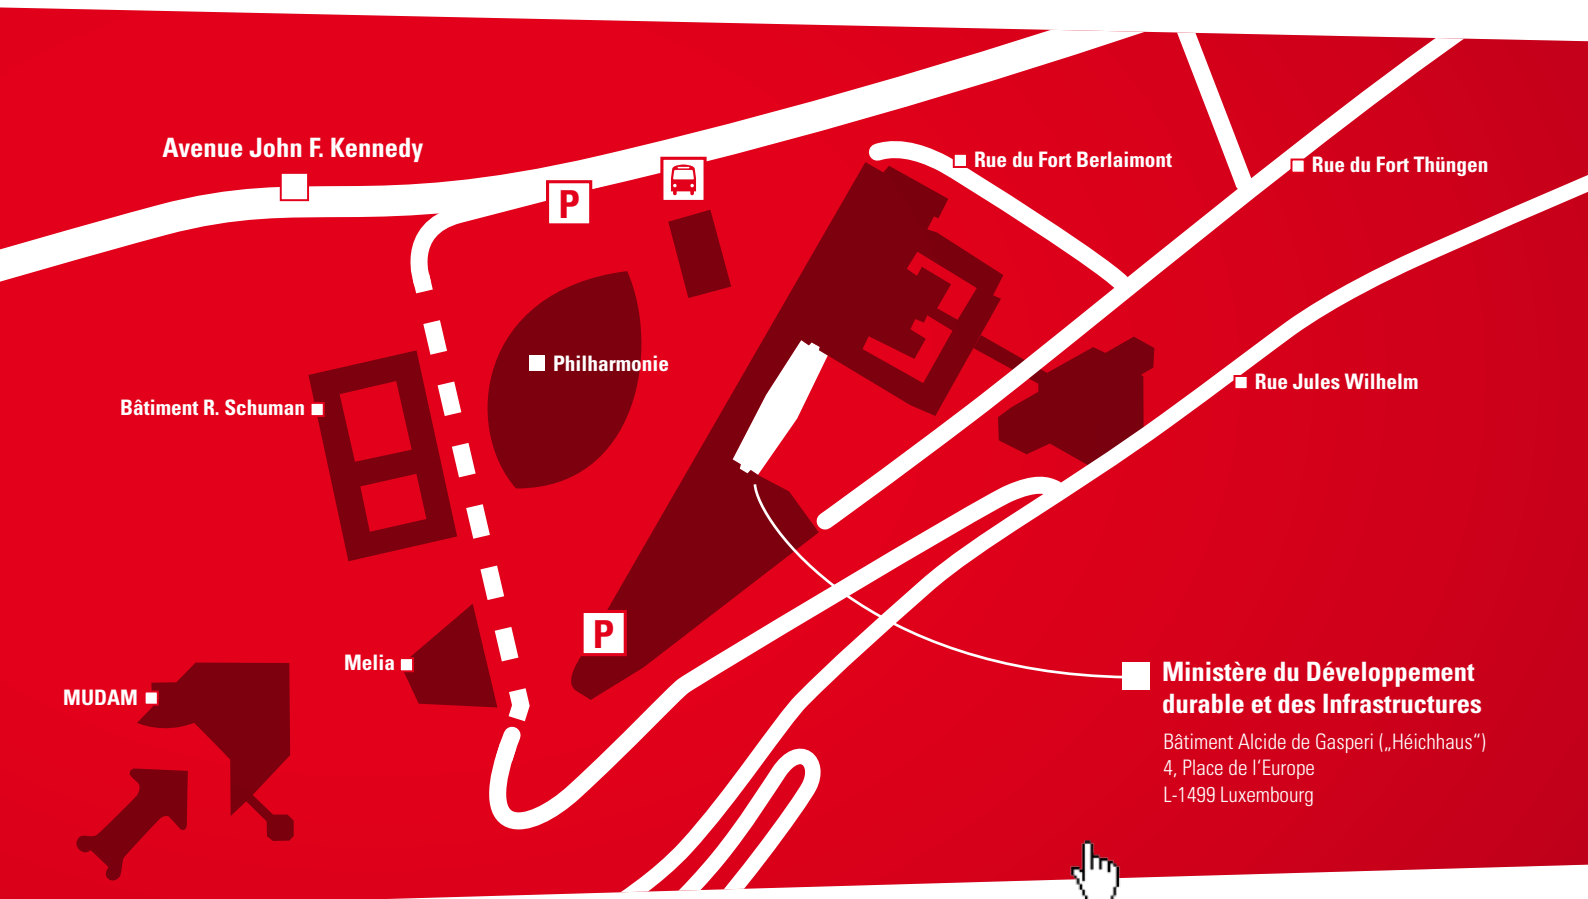 Avenue John F. Kennedy
P
Rue du Fort Berlaimont
Rue du Fort Thüngen
Philharmonie
Rue Jules Wilhelm
Bâtiment R. Schuman
P
Melia
MUDAM
Ministère du Développement
durable et des Infrastructures
Bâtiment Alcide de Gasperi („Héichhaus“)
4, Place de l'Europe
L-1499 Luxembourg